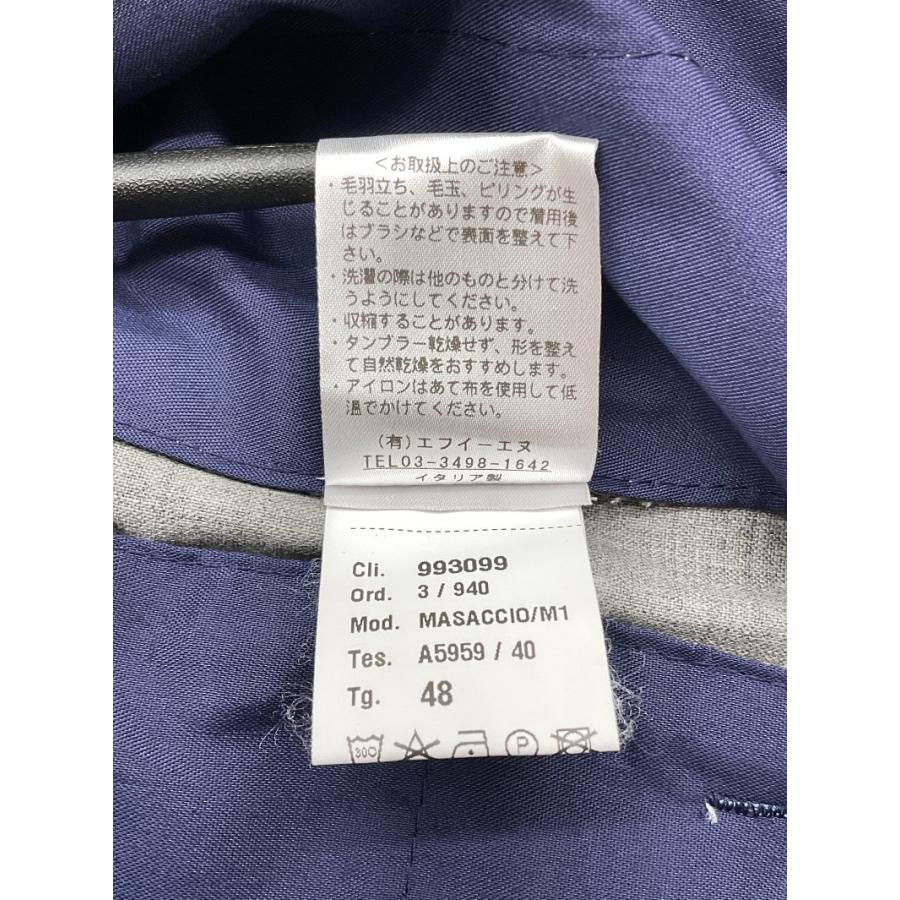 ＜お取扱上のご注意＞
・毛羽立ち、毛玉、ピリングが生
じることがありますので着用後
はブラシなどで表面を整えて下
さい。
・洗濯の際は他のものと分けて洗
うようにしてください。
・収縮することがあります。
・タンブラー乾燥せず、形を整え
て自然乾燥をおすすめします。
・アイロンはあて布を使用して低
温でかけてください。
(有)エフイーエヌ
TEL03-3498-1642
イタリア製
Cli. 993099
Ord. 3 / 940
Mod. MASACCIO/M1
Tes. A5959 / 40
Tg. 48
300 P